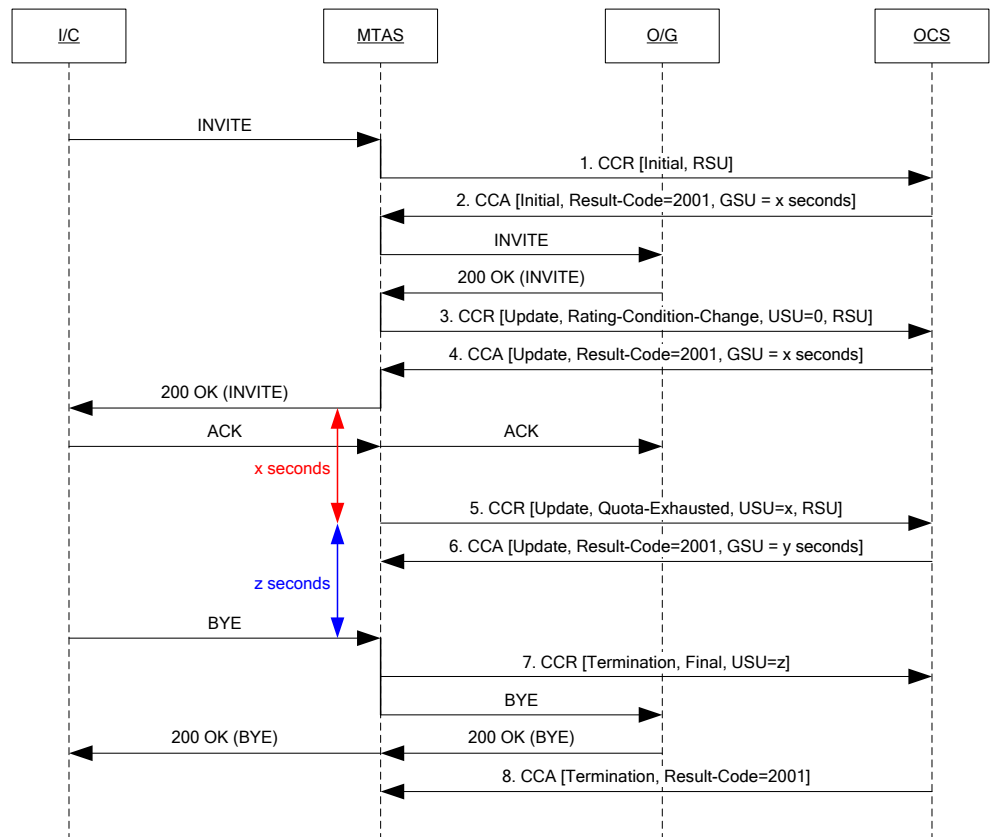 I/C
MTAS
O/G
OCS
INVITE
1. CCR [Initial, RSU]
2. CCA [Initial, Result-Code=2001, GSU = x seconds]
INVITE
200 OK (INVITE)
3. CCR [Update, Rating-Condition-Change, USU=0, RSU]
4. CCA [Update, Result-Code=2001, GSU = x seconds]
200 OK (INVITE)
ACK
ACK
x seconds
5. CCR [Update, Quota-Exhausted, USU=x, RSU]
6. CCA [Update, Result-Code=2001, GSU = y seconds]
z seconds
BYE
7. CCR [Termination, Final, USU=z]
BYE
200 OK (BYE)
200 OK (BYE)
8. CCA [Termination, Result-Code=2001]